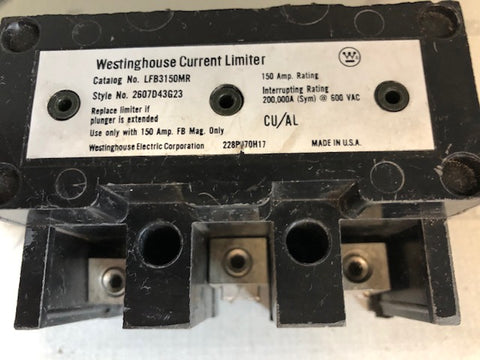 Westinghouse Current Limiter
Catalog No. LFB3150MR
Style No. 2607D43G23
Replace limiter if
plunger is extended
Use only with 150 Amp. FB Mag. Only
Westinghouse Electric Corporation
W
150 Amp. Rating
Interrupting Rating
200,000A (Sym) @ 600 VAC
CU/AL
MADE IN U.S.A.